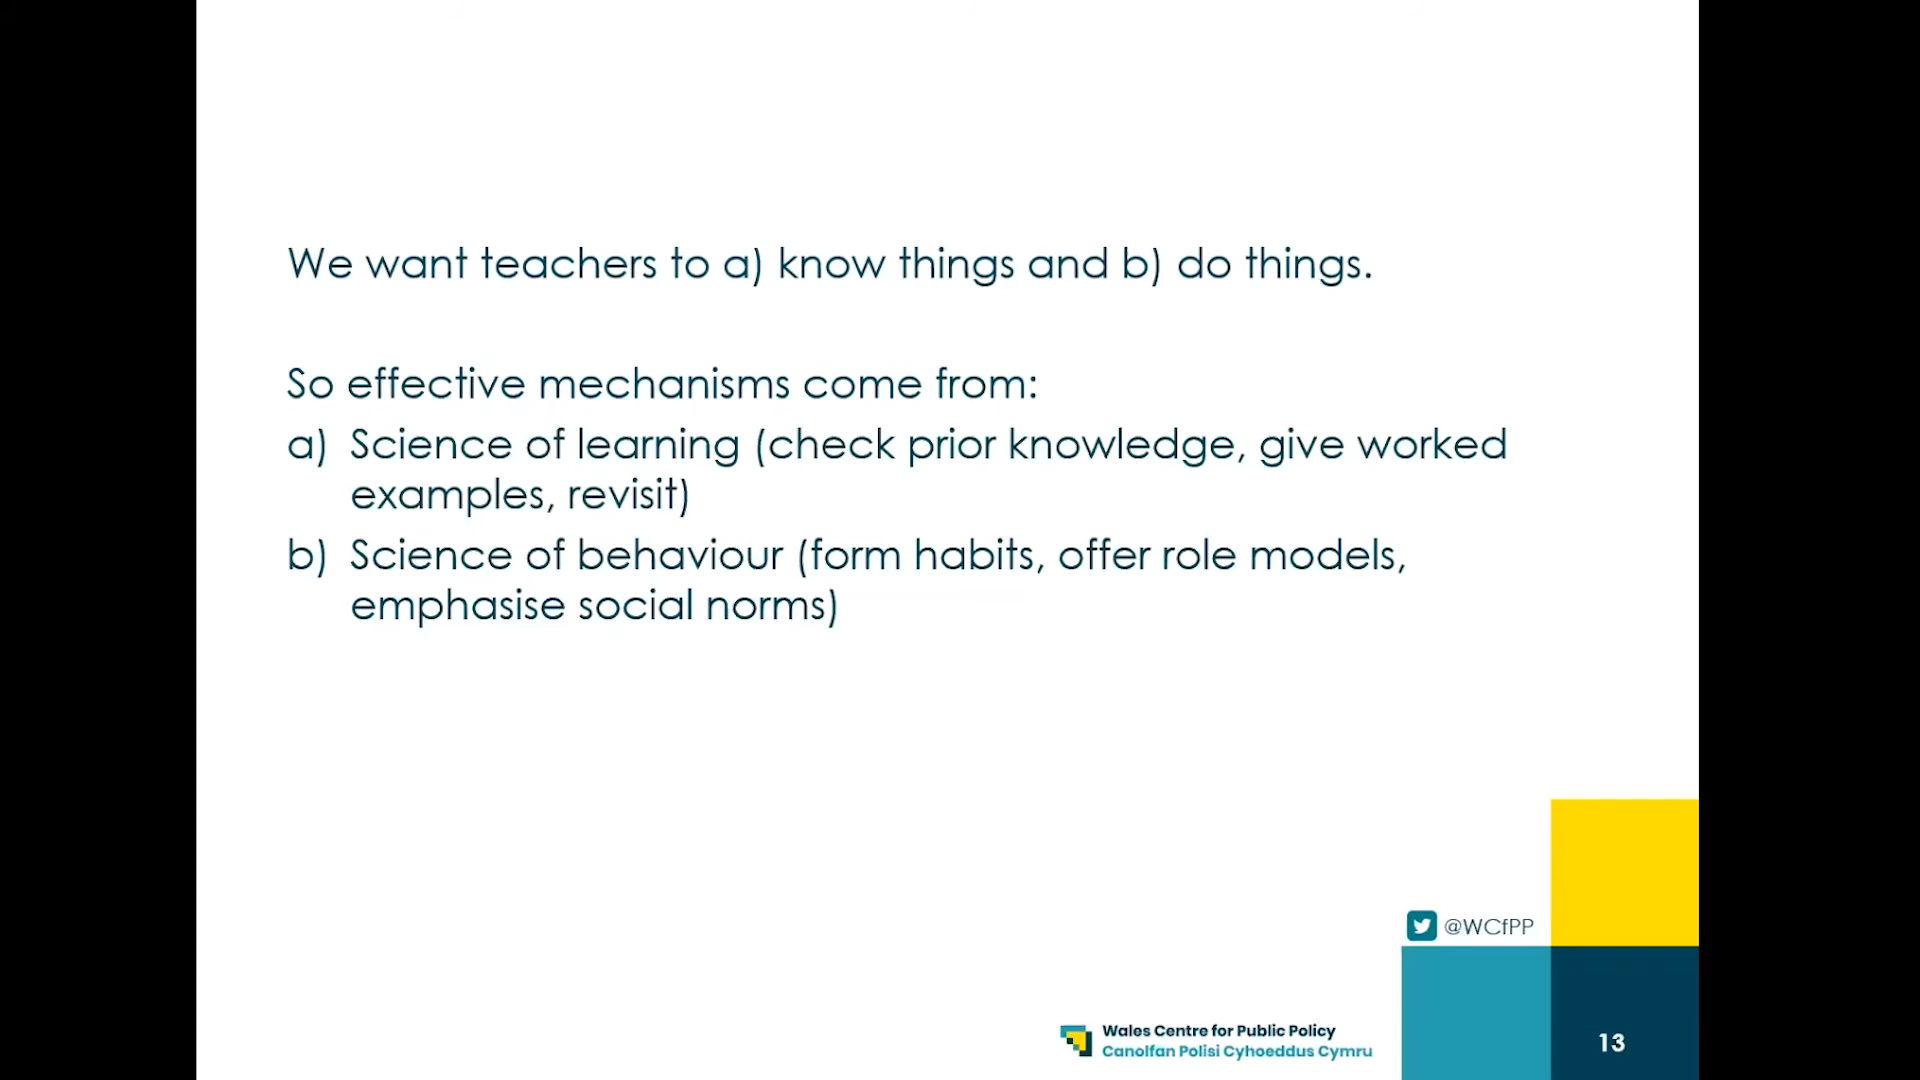 We want teachers to a) know things and b) do things.
So effective mechanisms come from:
a) Science of learning (check prior knowledge, give worked
examples, revisit)
b) Science of behaviour (form habits, offer role models,
emphasise social norms)
@WCfPP
Wales Centre for Public Policy
Canolfan Polisi Cyhoeddus Cymru
13